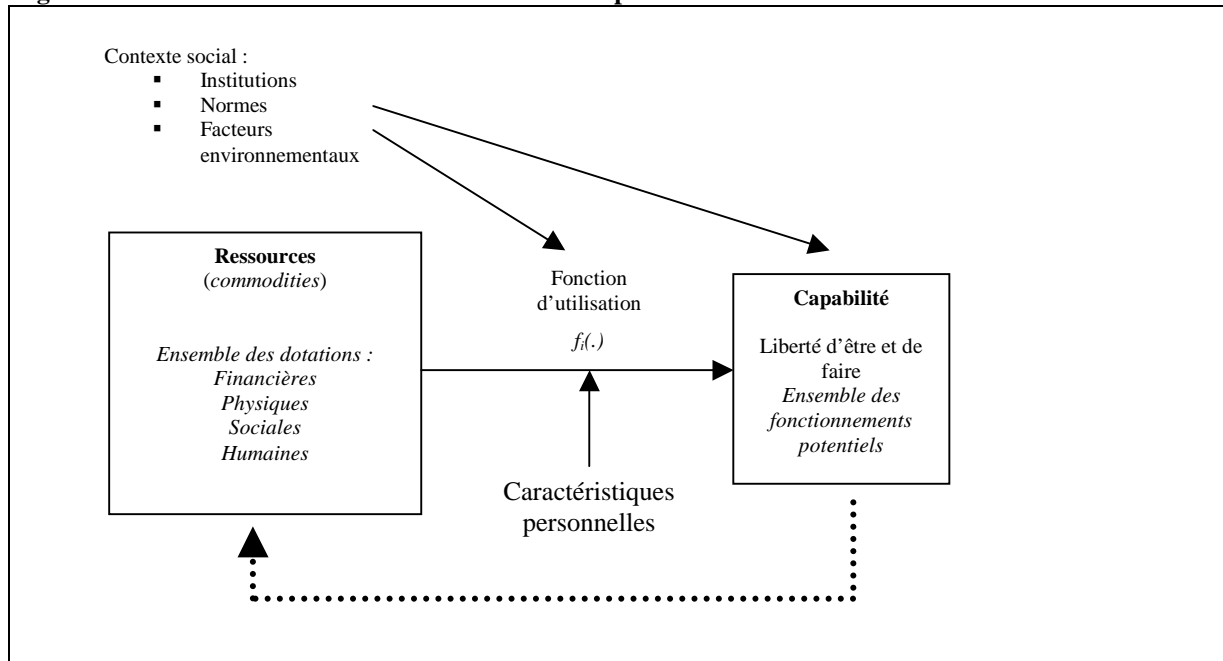 Contexte social :
▪ Institutions
▪ Normes
▪ Facteurs
environnementaux
Ressources
(commodities)
Ensemble des dotations :
Financières
Physiques
Sociales
Humaines
Fonction
d’utilisation
fi(.)
Caractéristiques
personnelles
Capabilité
Liberté d’être et de
faire
Ensemble des
fonctionnements
potentiels